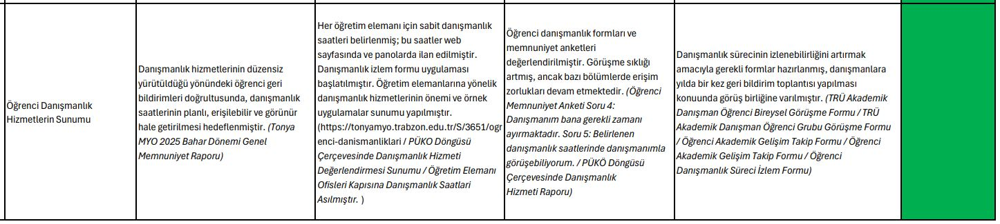 Öğrenci Danışmanlık
Hizmetlerin Sunumu
Danışmanlık hizmetlerinin düzensiz
yürütüldüğü yönündeki öğrenci geri
bildirimleri doğrultusunda, danışmanlık
saatlerinin planlı, erişilebilir ve görünür
hale getirilmesi hedeflenmiştir. (Tonya
MYO 2025 Bahar Dönemi Genel
Memnuniyet Raporu)
Her öğretim elemanı için sabit danışmanlık
saatleri belirlenmiş; bu saatler web
sayfasında ve panolarda ilan edilmiştir.
Danışmanlık izlem formu uygulaması
başlatılmıştır. Öğretim elemanlarına yönelik
danışmanlık hizmetlerinin önemi ve örnek
uygulamalar sunumu yapılmıştır.
(https://tonyamyo.trabzon.edu.tr/S/3651/ogr
enci-danismanliklari / PÜKO Döngüsü
Çerçevesinde Danışmanlık Hizmeti
Değerlendirmesi Sunumu / Öğretim Elemanı
Ofisleri Kapısına Danışmanlık Saatlari
Asılmıştır. )
Öğrenci danışmanlık formları ve
memnuniyet anketleri
değerlendirilmiştir. Görüşme sıklığı
artmış, ancak bazı bölümlerde erişim
zorlukları devam etmektedir. (Öğrenci
Memnuniyet Anketi Soru 4:
Danışmanım bana gerekli zamanı
ayırmaktadır. Soru 5: Belirlenen
danışmanlık saatlerinde danışmanımla
görüşebiliyorum. / PÜKÖ Döngüsü
Çerçevesinde Danışmanlık
Hizmeti Raporu)
Danışmanlık sürecinin izlenebilirliğini artırmak
amacıyla gerekli formlar hazırlanmış, danışmanlara
yılda bir kez geri bildirim toplantısı yapılması
konuunda görüş birliğine varılmıştır. (TRÜ Akademik
Danışman Öğrenci Bireysel Görüşme Formu / TRÜ
Akademik Danışman Öğrenci Grubu Görüşme Formu
/ Öğrenci Akademik Gelişim Takip Formu / Öğrenci
Akademik Gelişim Takip Formu / Öğrenci
Danışmanlık Süreci İzlem Formu)